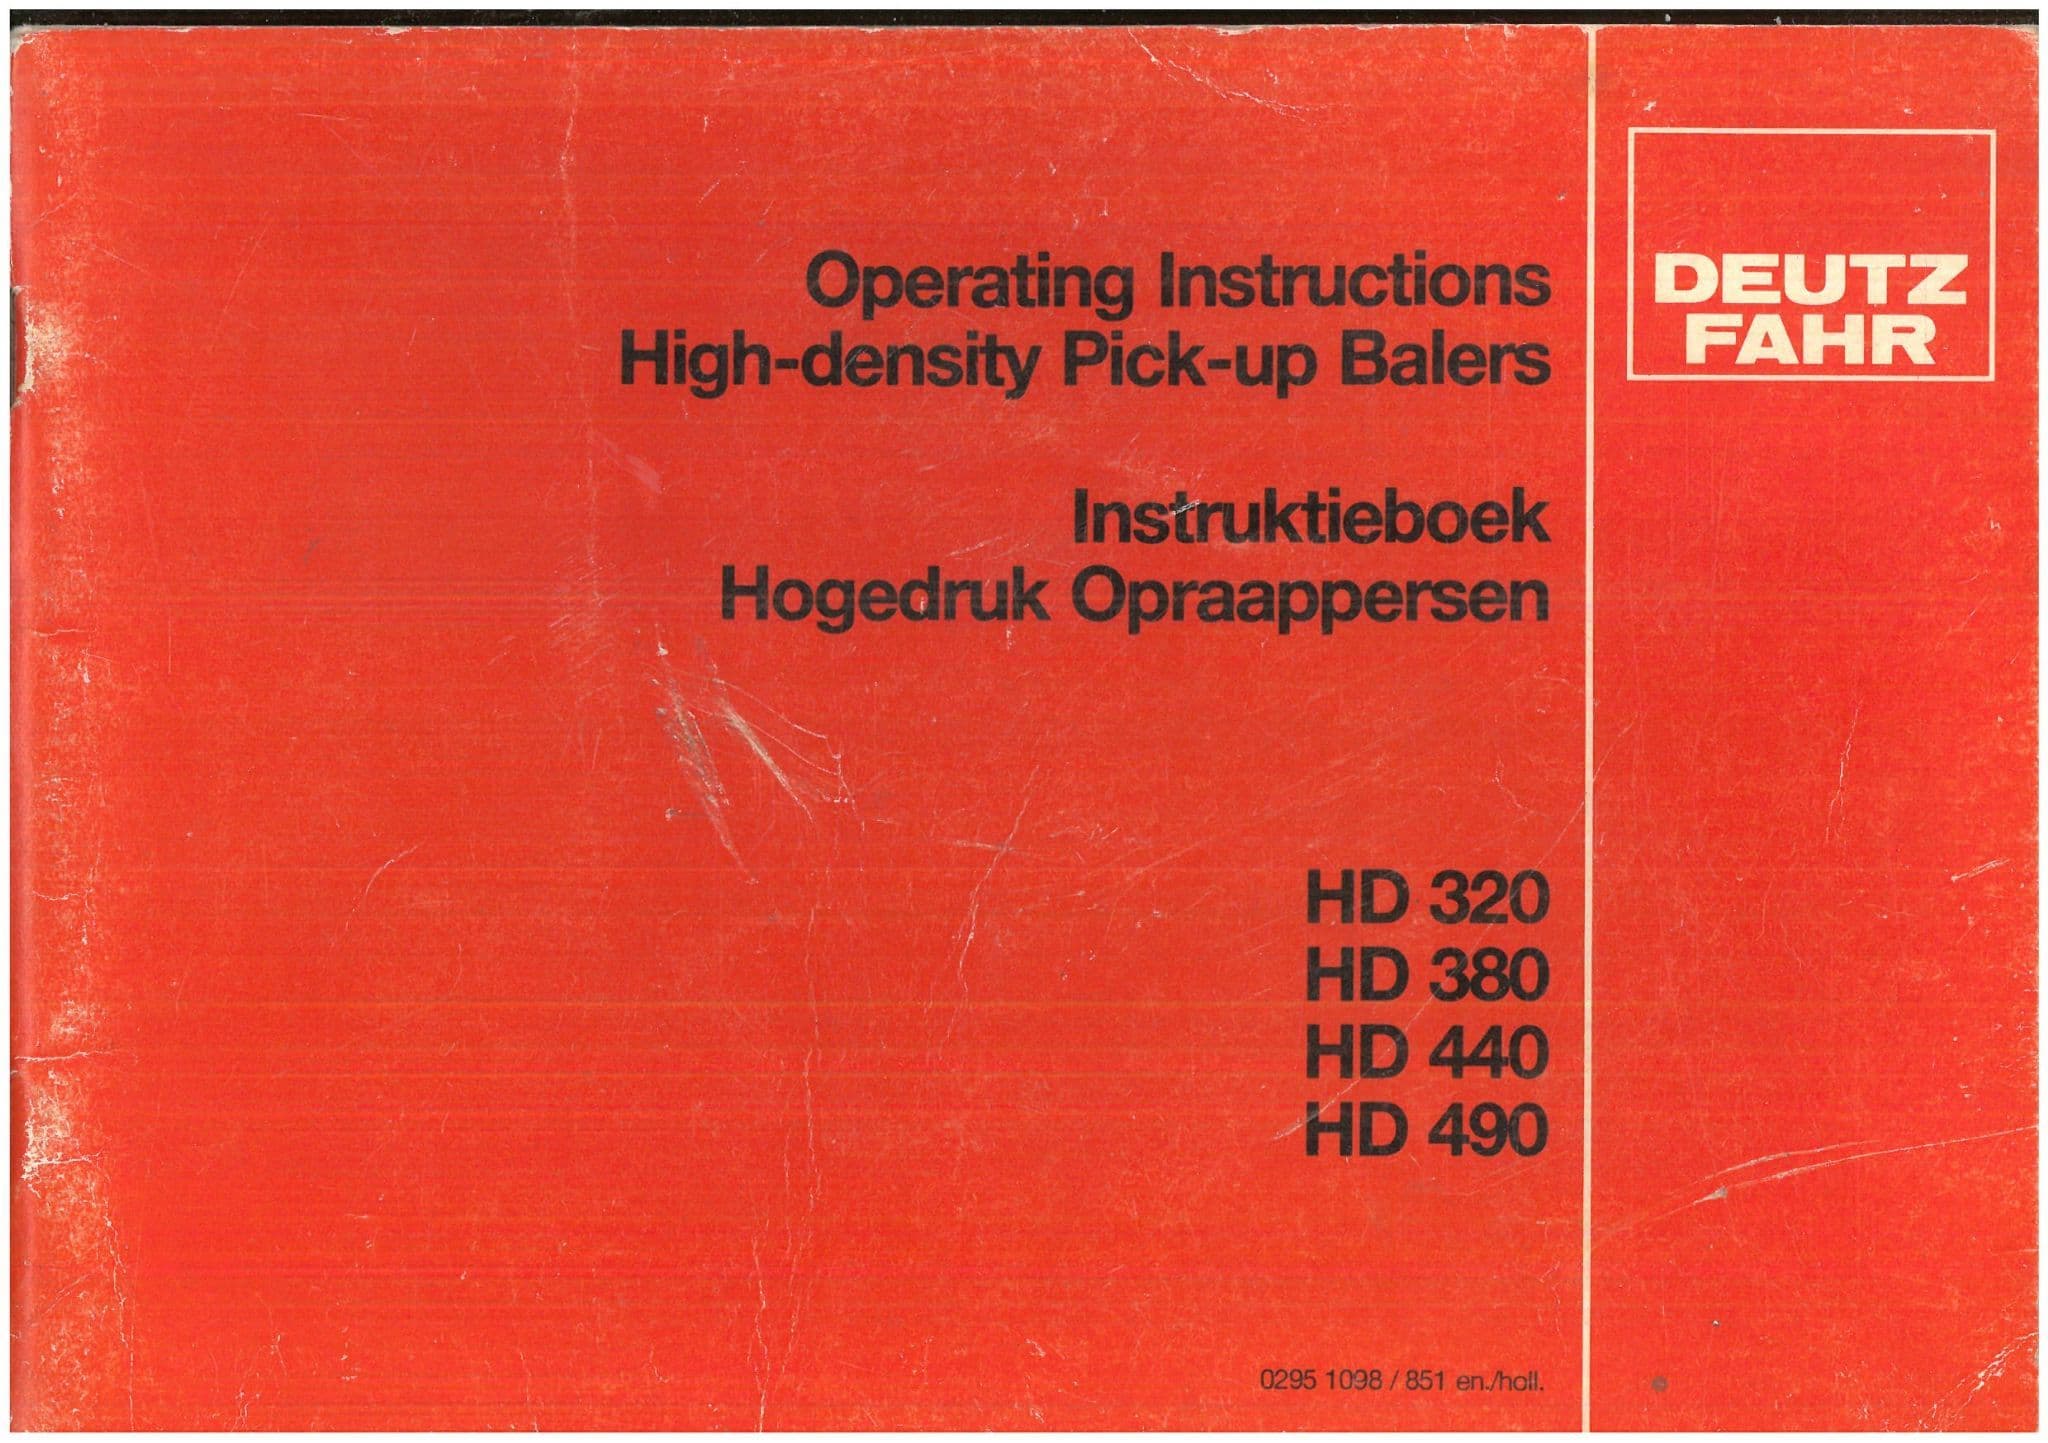 Operating Instructions
High-density Pick-up Balers
DEUTZ
FAHR
Instruktieboek
Hogedruk Opraappersen
HD 320
HD 380
HD 440
HD 490
0295 1098 / 851 en./holl.